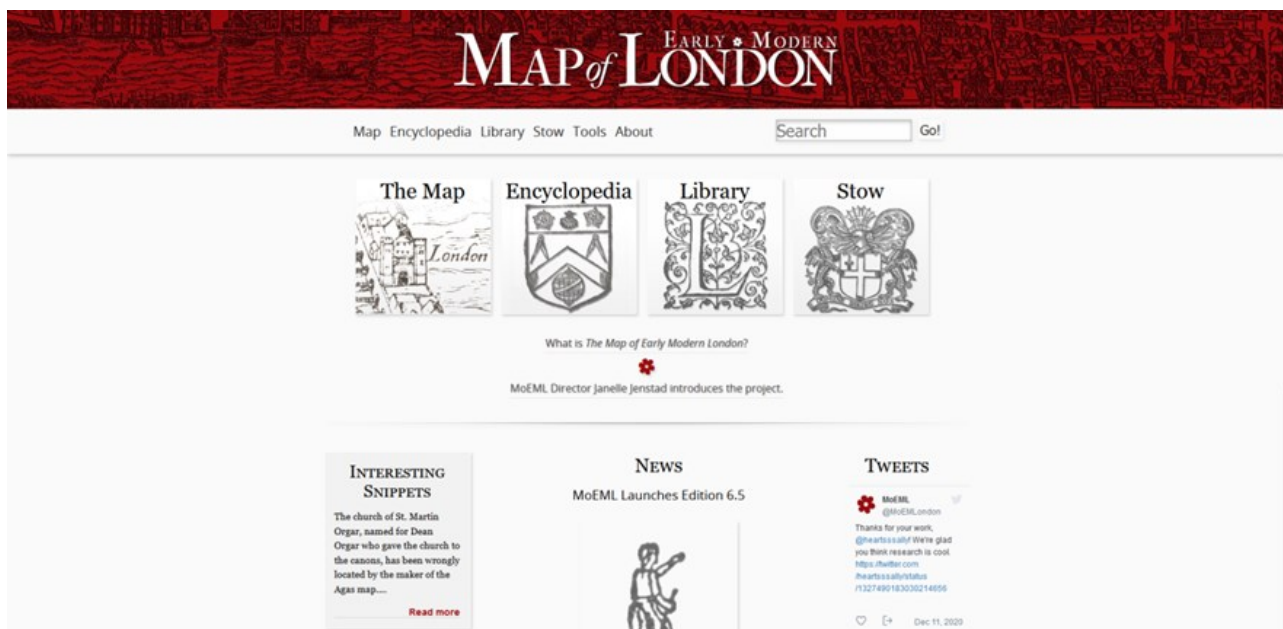 MAP of LONDON
EARLY MODERN
Map Encyclopedia Library Stow Tools About
Search Go!
The Map
London
Encyclopedia
Library
L
Stow
What is The Map of Early Modern London?
MoEML Director Janelle Jenstad introduces the project.
INTERESTING
SNIPPETS
The church of St. Martin
Orgar, named for Dean
Orgar who gave the church to
the canons, has been wrongly
located by the maker of the
Agas map....
Read more
NEWS
MoEML Launches Edition 6.5
TWEETS
MoEML
@MoEMLondon
Thanks for your work,
@heartsssally! We're glad
you think research is cool.
https://twitter.com
/heartsssally/status
/1327490183030214656
Dec 11, 2020